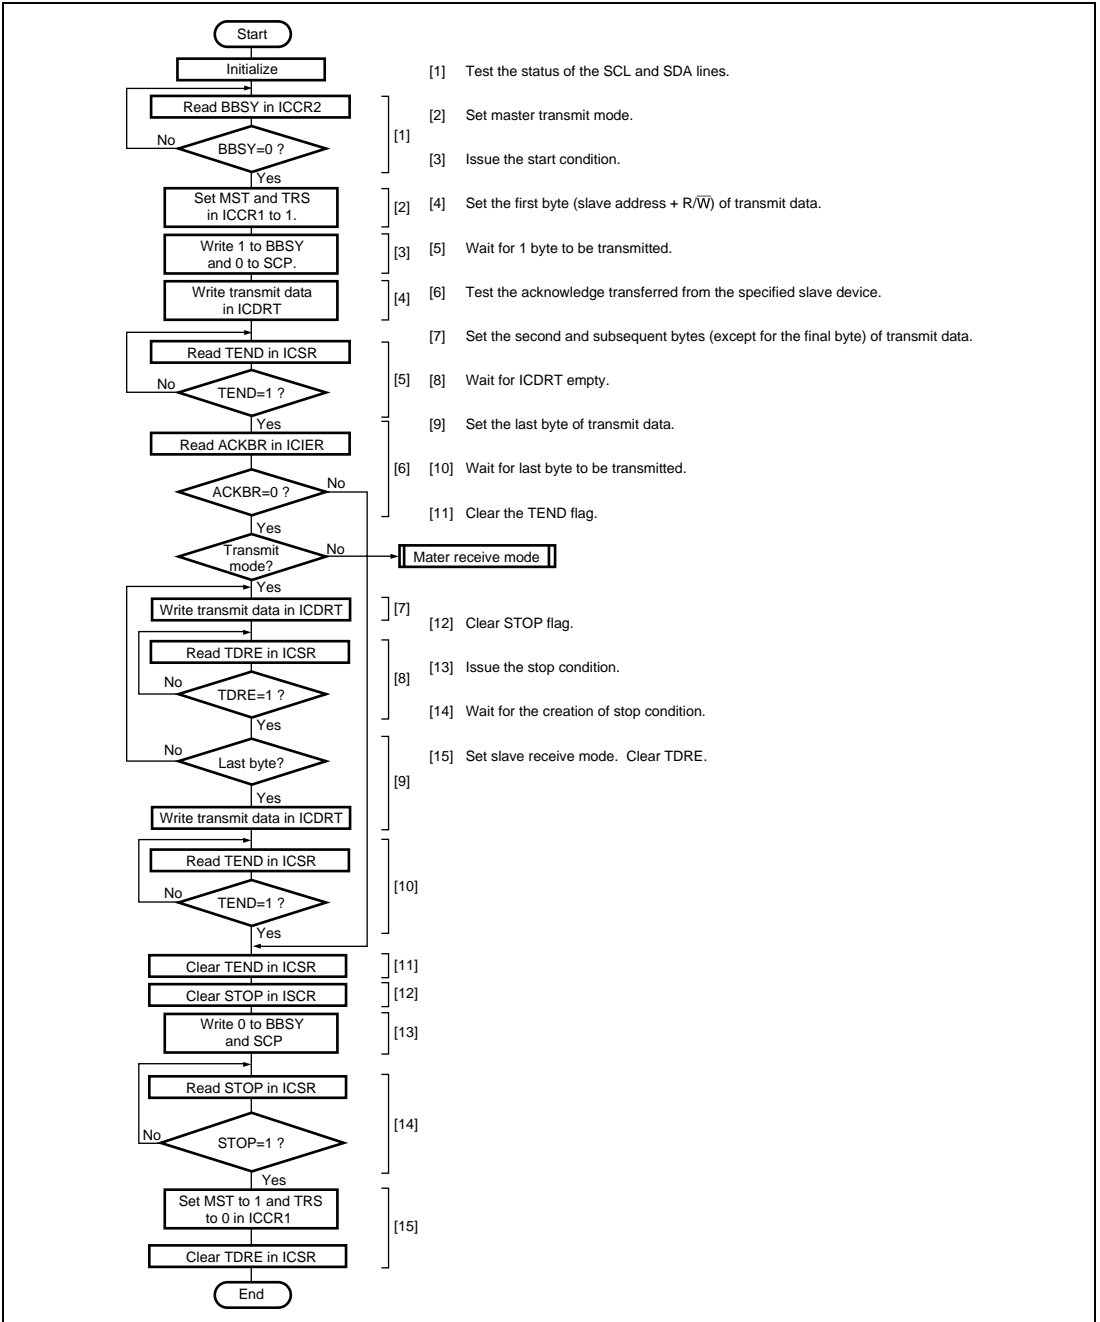 Start
Initialize
Read BBSY in ICCR2
No
BBSY=0 ?
[1]
Yes
Set MST and TRS
in ICCR1 to 1.
[2]
Write 1 to BBSY
and 0 to SCP.
[3]
Write transmit data
in ICDRT
[4]
Read TEND in ICSR
No
TEND=1 ?
[5]
Yes
Read ACKBR in ICIER
[6]
ACKBR=0 ?
No
Yes
Transmit
mode?
No
Mater receive mode
Yes
Write transmit data in ICDRT
[7]
Read TDRE in ICSR
No
TDRE=1 ?
[8]
Yes
No
Last byte?
[9]
Yes
Write transmit data in ICDRT
Read TEND in ICSR
No
TEND=1 ?
[10]
Yes
Clear TEND in ICSR
[11]
Clear STOP in ISCR
[12]
Write 0 to BBSY
and SCP
[13]
Read STOP in ICSR
No
STOP=1 ?
[14]
Yes
Set MST to 1 and TRS
to 0 in ICCR1
[15]
Clear TDRE in ICSR
End
[1] Test the status of the SCL and SDA lines.
[2] Set master transmit mode.
[3] Issue the start condition.
[4] Set the first byte (slave address + R/W̅) of transmit data.
[5] Wait for 1 byte to be transmitted.
[6] Test the acknowledge transferred from the specified slave device.
[7] Set the second and subsequent bytes (except for the final byte) of transmit data.
[8] Wait for ICDRT empty.
[9] Set the last byte of transmit data.
[10] Wait for last byte to be transmitted.
[11] Clear the TEND flag.
[12] Clear STOP flag.
[13] Issue the stop condition.
[14] Wait for the creation of stop condition.
[15] Set slave receive mode. Clear TDRE.